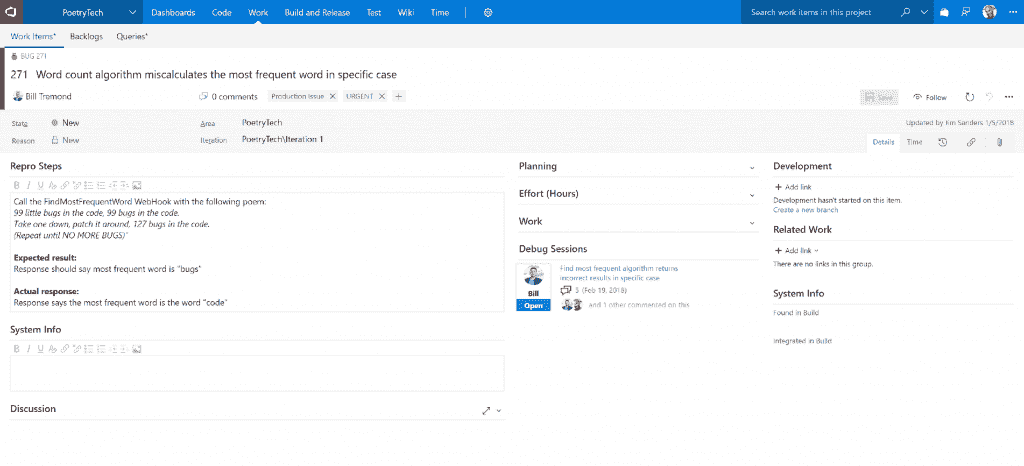 PoetryTech Dashboards Code Work Build and Release Test Wiki Time Search work items in this project
Work Items* Backlogs Queries*
BUG 271
271 Word count algorithm miscalculates the most frequent word in specific case
Bill Tremond 0 comments Production Issue URGENT Save Follow
State New Area PoetryTech Updated by Em Sanders 1/5/2018
Reason New Iteration PoetryTech\Iteration 1 Details Time
Repro Steps
Call the FindMostFrequentWord WebHook with the following poem:
99 little bugs in the code, 99 bugs in the code.
Take one down, patch it around, 127 bugs in the code.
(Repeat until NO MORE BUGS)"
Expected result:
Response should say most frequent word is "bugs"
Actual response:
Response says the most frequent word is the word "code"
System Info
Discussion
Planning
Effort (Hours)
Work
Debug Sessions
Bill
Open
Find most frequent algorithm returns
incorrect results in specific case
5 (Feb 19, 2018)
and 1 other commented on this
Development
Add link
Development hasn't started on this item.
Create a new branch
Related Work
Add link
There are no links in this group.
System Info
Found in Build
Integrated in Build